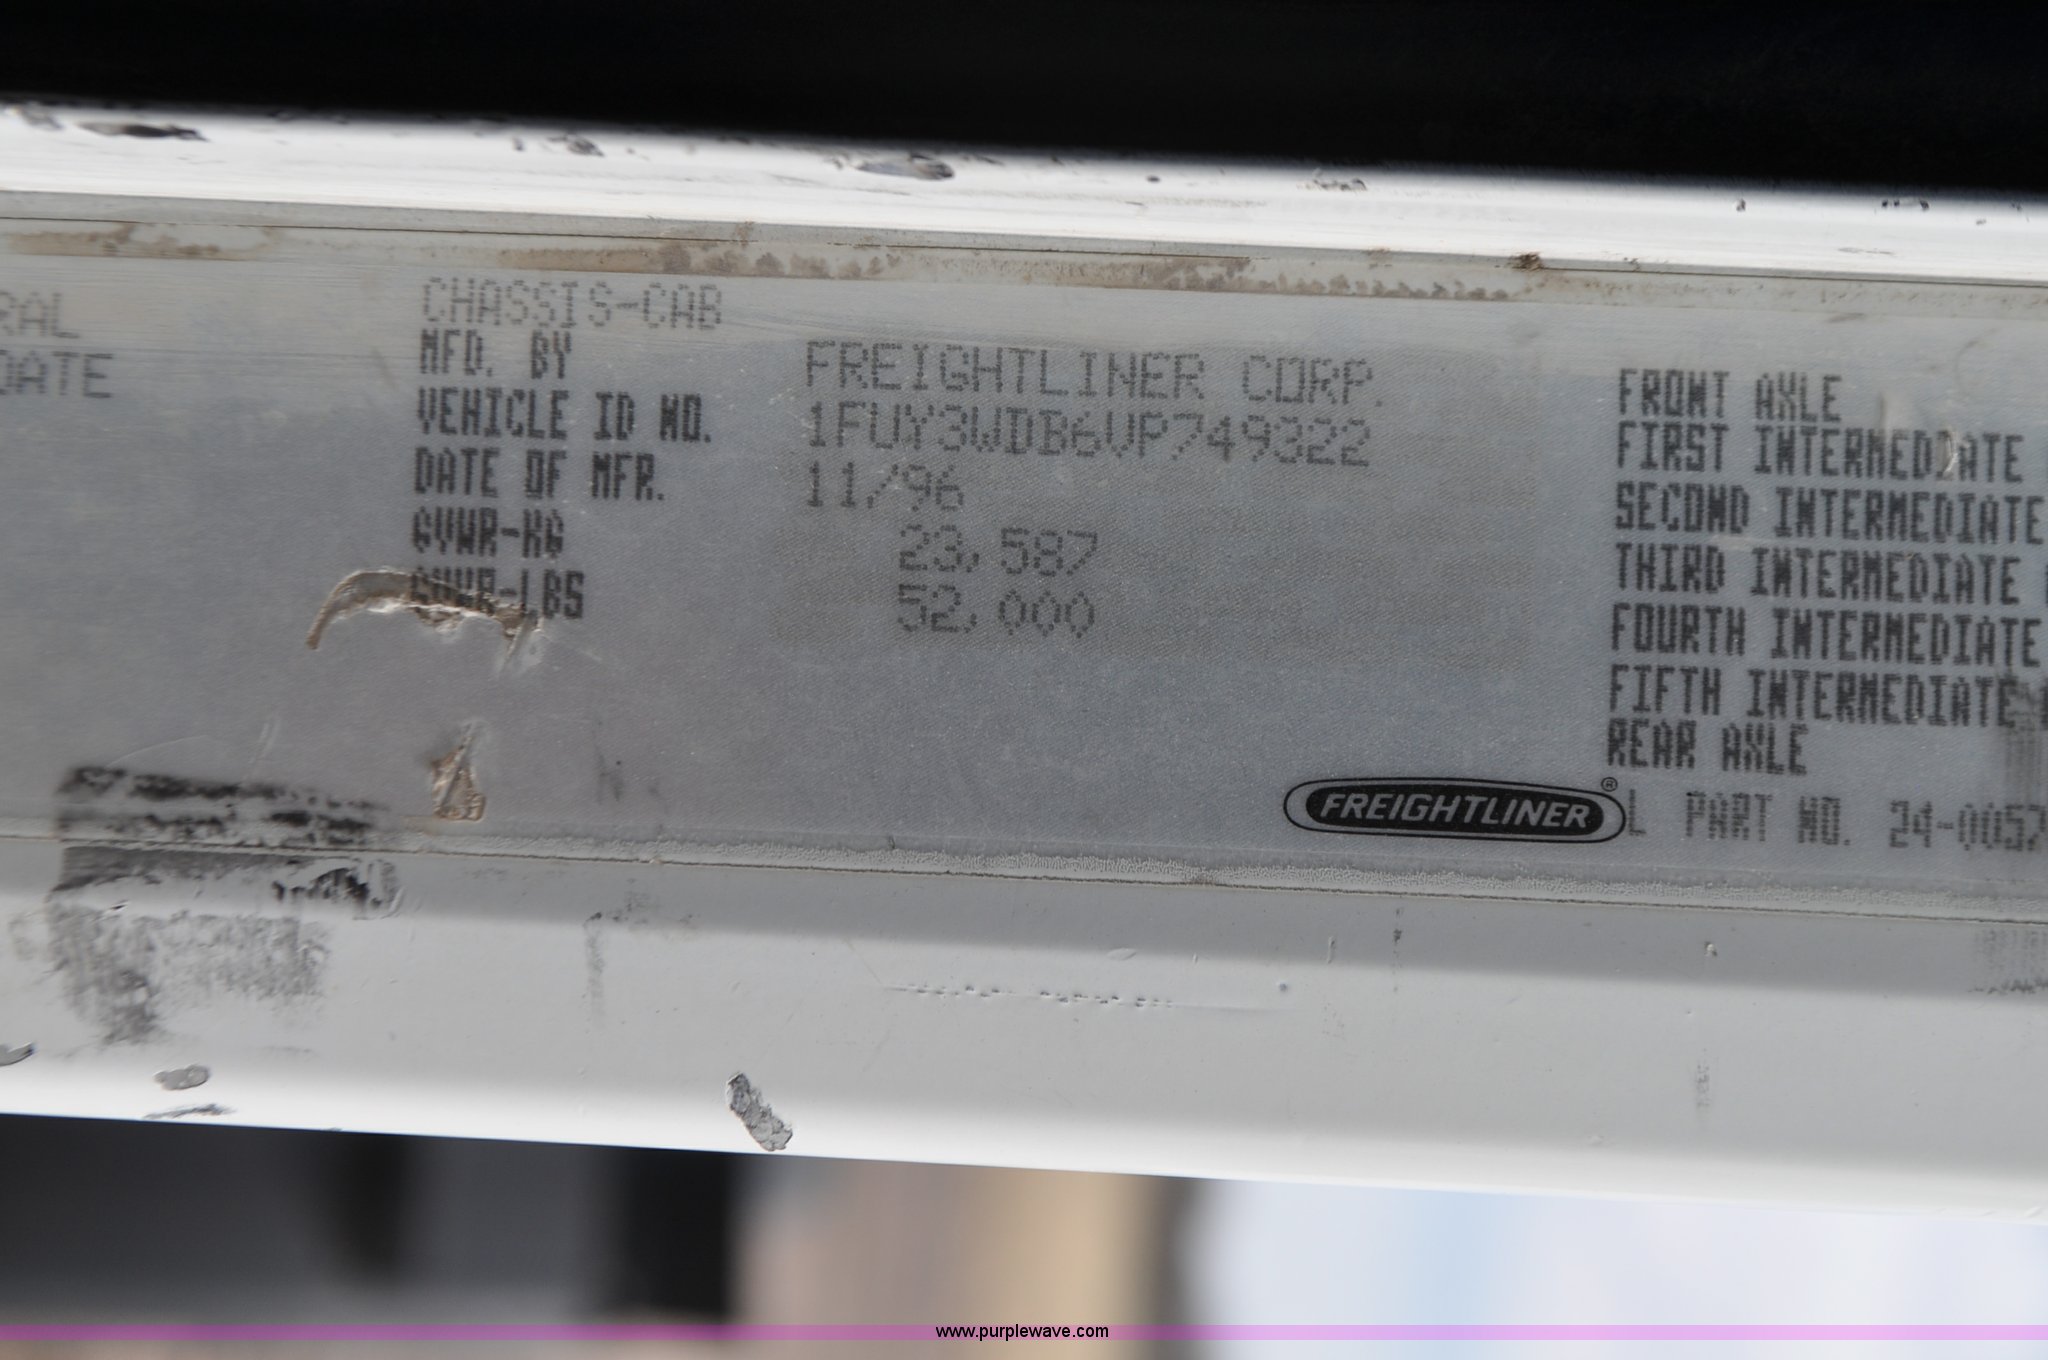 RAL
DATE
CHASSIS-CAB
MFD. BY FREIGHTLINER CORP.
VEHICLE ID NO. 1FUY3WDB6VP749322
DATE OF MFR. 11/96
GVWR-KG 23,587
GVWR-LBS 52,000
FRONT AXLE
FIRST INTERMEDIATE
SECOND INTERMEDIATE
THIRD INTERMEDIATE
FOURTH INTERMEDIATE
FIFTH INTERMEDIATE
REAR AXLE
FREIGHTLINER®
L PART NO. 24-0057
www.purplewave.com